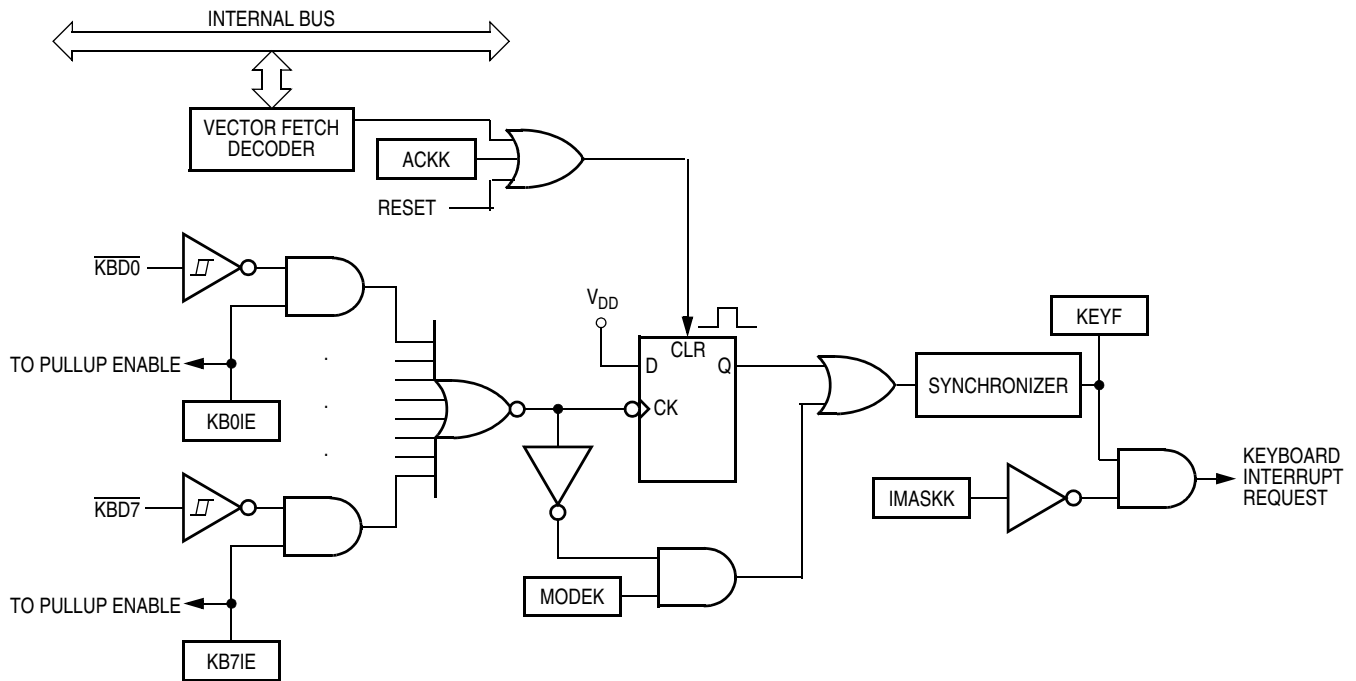 INTERNAL BUS
VECTOR FETCH
DECODER
ACKK
RESET
KBD0
VDD
KEYF
CLR
D
Q
TO PULLUP ENABLE
.
.
.
SYNCHRONIZER
CK
KB0IE
KEYBOARD
INTERRUPT
REQUEST
KBD7
IMASKK
MODEK
TO PULLUP ENABLE
KB7IE